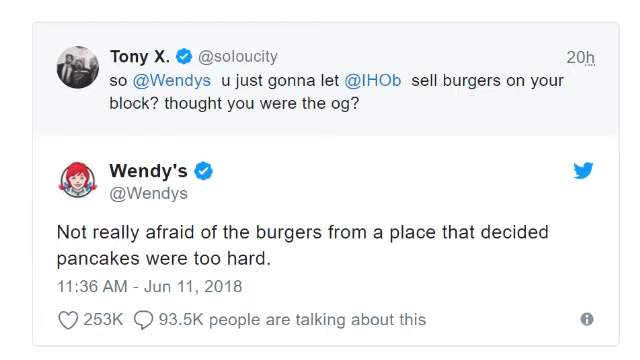 Tony X. @soloucity 20h
so @Wendys u just gonna let @IHOb sell burgers on your
block? thought you were the og?
Wendy's
@Wendys
Not really afraid of the burgers from a place that decided
pancakes were too hard.
11:36 AM - Jun 11, 2018
253K 93.5K people are talking about this